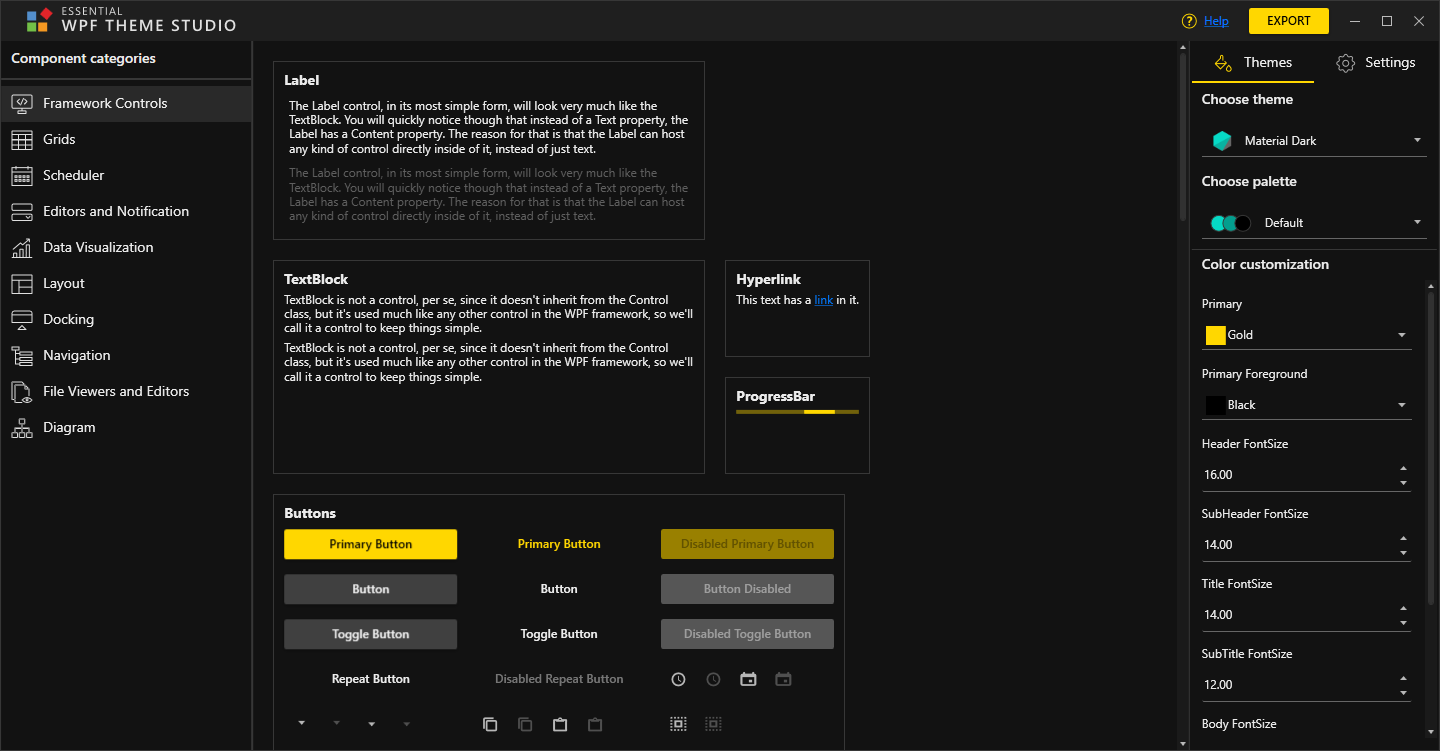 ESSENTIAL
WPF THEME STUDIO
? Help
EXPORT
Component categories
Framework Controls
Grids
Scheduler
Editors and Notification
Data Visualization
Layout
Docking
Navigation
File Viewers and Editors
Diagram
Label
The Label control, in its most simple form, will look very much like the
TextBlock. You will quickly notice though that instead of a Text property, the
Label has a Content property. The reason for that is that the Label can host
any kind of control directly inside of it, instead of just text.
The Label control, in its most simple form, will look very much like the
TextBlock. You will quickly notice though that instead of a Text property, the
Label has a Content property. The reason for that is that the Label can host
any kind of control directly inside of it, instead of just text.
TextBlock
TextBlock is not a control, per se, since it doesn't inherit from the Control
class, but it's used much like any other control in the WPF framework, so we'll
call it a control to keep things simple.
TextBlock is not a control, per se, since it doesn't inherit from the Control
class, but it's used much like any other control in the WPF framework, so we'll
call it a control to keep things simple.
Hyperlink
This text has a link in it.
ProgressBar
Buttons
Primary Button
Primary Button
Disabled Primary Button
Button
Button
Button Disabled
Toggle Button
Toggle Button
Disabled Toggle Button
Repeat Button
Disabled Repeat Button
Themes
Settings
Choose theme
Material Dark
Choose palette
Default
Color customization
Primary
Gold
Primary Foreground
Black
Header FontSize
16.00
SubHeader FontSize
14.00
Title FontSize
14.00
SubTitle FontSize
12.00
Body FontSize